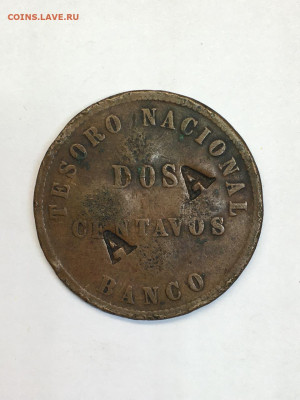 COINS.LAVE.RU
TESORO NACIONAL
DOS
A
CENTAVOS
A
BANCO